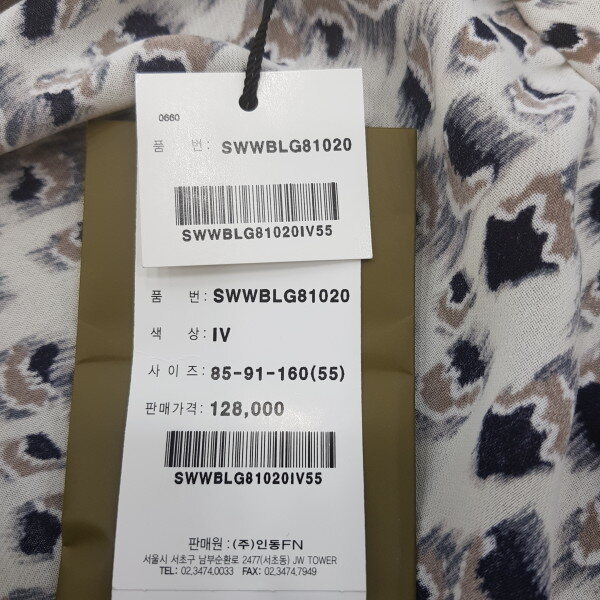 0660
품 번: SWWBLG81020
SWWBLG81020IV55
품 번: SWWBLG81020
색 상: IV
사 이 즈: 85-91-160(55)
판매가격: 128,000
SWWBLG81020IV55
판매원 : (주)인동FN
서울시 서초구 남부순환로 2477(서초동) JW TOWER
TEL: 02.3474.0033 FAX: 02.3474.7949